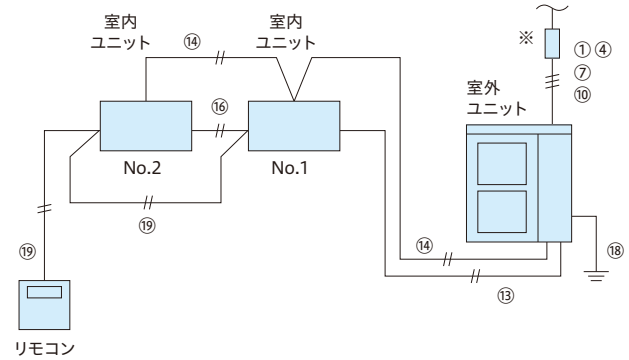 室内
ユニット
⑭
室内
ユニット
※
① ④
⑦
⑩
室外
ユニット
⑯
No.2
No.1
⑲
⑲
⑭
⑱
⑬
リモコン